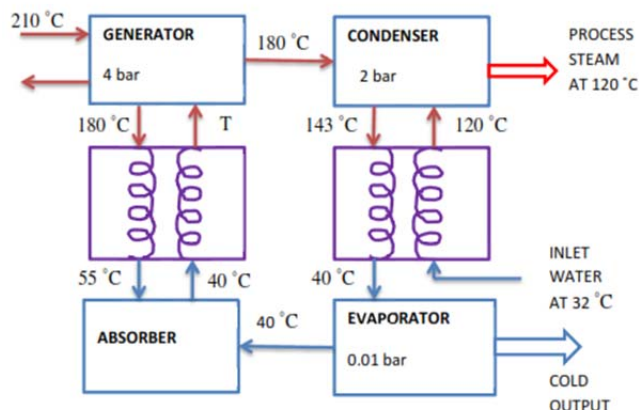 210 °C
GENERATOR
4 bar
180 °C
CONDENSER
2 bar
PROCESS
STEAM
AT 120 °C
180 °C
T
143 °C
120 °C
55 °C
40 °C
40 °C
INLET
WATER
AT 32 °C
ABSORBER
40 °C
EVAPORATOR
0.01 bar
COLD
OUTPUT